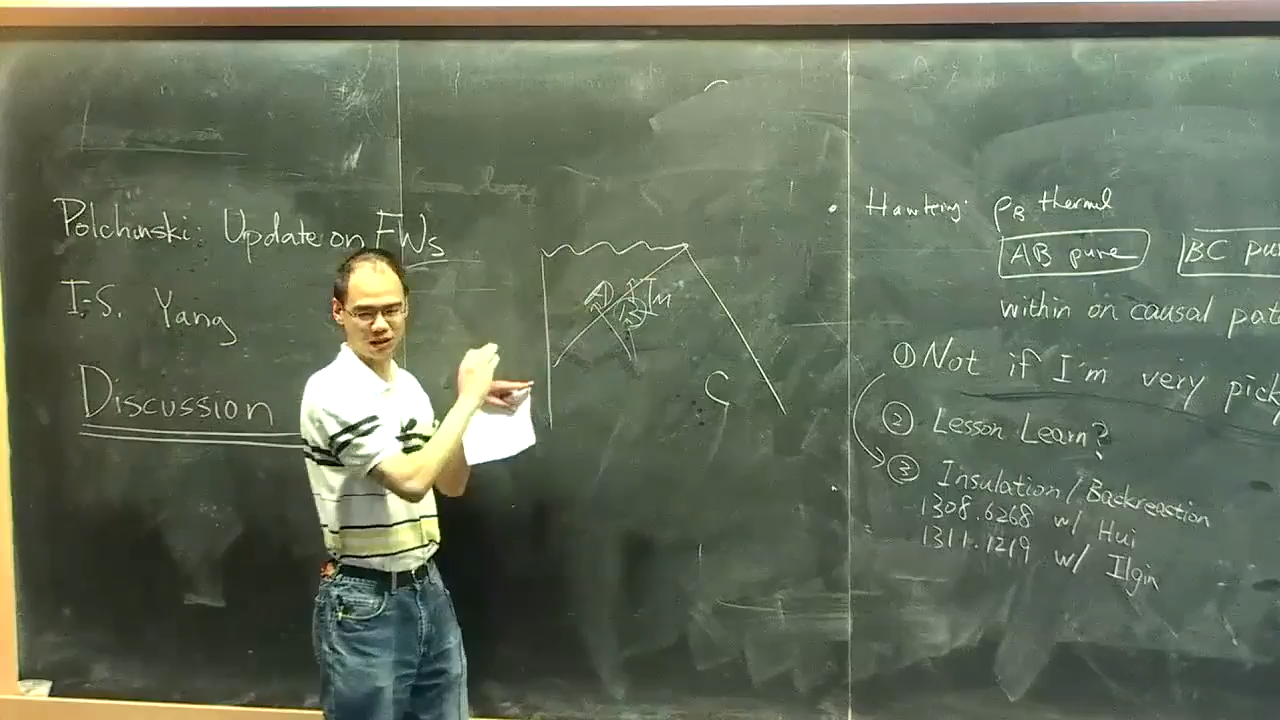 Polchinski: Update on FWs
I-S. Yang
Discussion
C
• Hawking: ρB thermal
AB pure
BC pu
within on causal pat
① Not if I'm very pick
② Lesson Learn?
③ Insulation / Backreaction
1308.6268 w/ Hui
1311.1219 w/ Ilgin